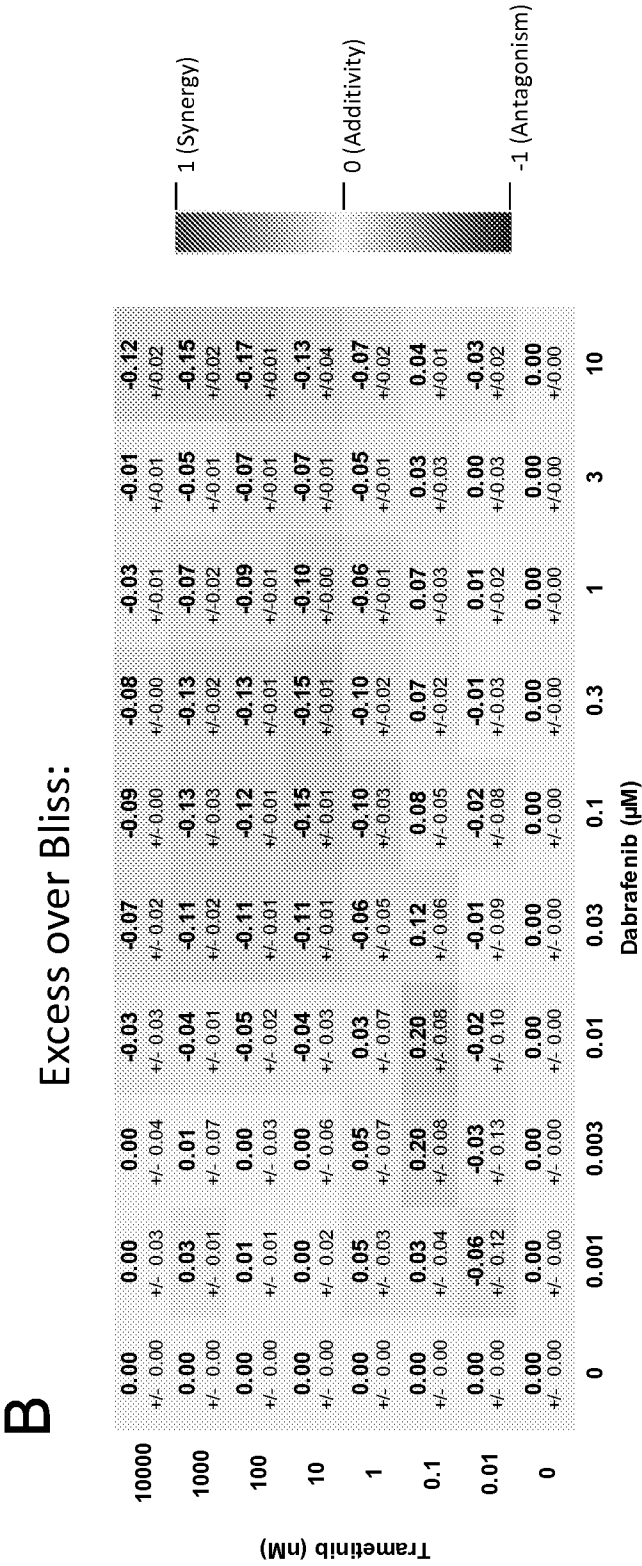 B
Excess over Bliss:
Trametinib (nM)
10000 0.00 0.00 0.00 -0.03 -0.07 -0.09 -0.08 -0.03 -0.01 -0.12
+/- 0.00 +/- 0.03 +/- 0.04 +/- 0.03 +/- 0.02 +/- 0.00 +/- 0.00 +/-0.01 +/-0.01 +/0.02
1000 0.00 0.03 0.01 -0.04 -0.11 -0.13 -0.13 -0.07 -0.05 -0.15
+/- 0.00 +/- 0.01 +/- 0.07 +/- 0.01 +/- 0.02 +/- 0.03 +/- 0.02 +/-0.02 +/-0.01 +/0.02
100 0.00 0.01 0.00 -0.05 -0.11 -0.12 -0.13 -0.09 -0.07 -0.17
+/- 0.00 +/- 0.01 +/- 0.03 +/- 0.02 +/- 0.01 +/- 0.01 +/- 0.01 +/-0.01 +/-0.01 +/0.01
10 0.00 0.00 0.00 -0.04 -0.11 -0.15 -0.15 -0.10 -0.07 -0.13
+/- 0.00 +/- 0.02 +/- 0.06 +/- 0.03 +/- 0.01 +/- 0.01 +/- 0.01 +/-0.00 +/-0.01 +/0.04
1 0.00 0.05 0.05 0.03 -0.06 -0.10 -0.10 -0.06 -0.05 -0.07
+/- 0.00 +/- 0.03 +/- 0.07 +/- 0.07 +/- 0.05 +/- 0.03 +/- 0.02 +/-0.01 +/-0.01 +/0.02
0.1 0.00 0.03 0.20 0.20 0.12 0.08 0.07 0.07 0.03 0.04
+/- 0.00 +/- 0.04 +/- 0.08 +/- 0.08 +/- 0.06 +/- 0.05 +/- 0.02 +/-0.03 +/-0.03 +/0.01
0.01 0.00 -0.06 -0.03 -0.02 -0.01 -0.02 -0.01 0.01 0.00 -0.03
+/- 0.00 +/- 0.12 +/- 0.13 +/- 0.10 +/- 0.09 +/- 0.08 +/- 0.03 +/-0.02 +/-0.03 +/0.02
0 0.00 0.00 0.00 0.00 0.00 0.00 0.00 0.00 0.00 0.00
+/- 0.00 +/- 0.00 +/- 0.00 +/- 0.00 +/- 0.00 +/- 0.00 +/- 0.00 +/-0.00 +/-0.00 +/0.00
0 0.001 0.003 0.01 0.03 0.1 0.3 1 3 10
Dabrafenib (µM)
1 (Synergy)
0 (Additivity)
-1 (Antagonism)